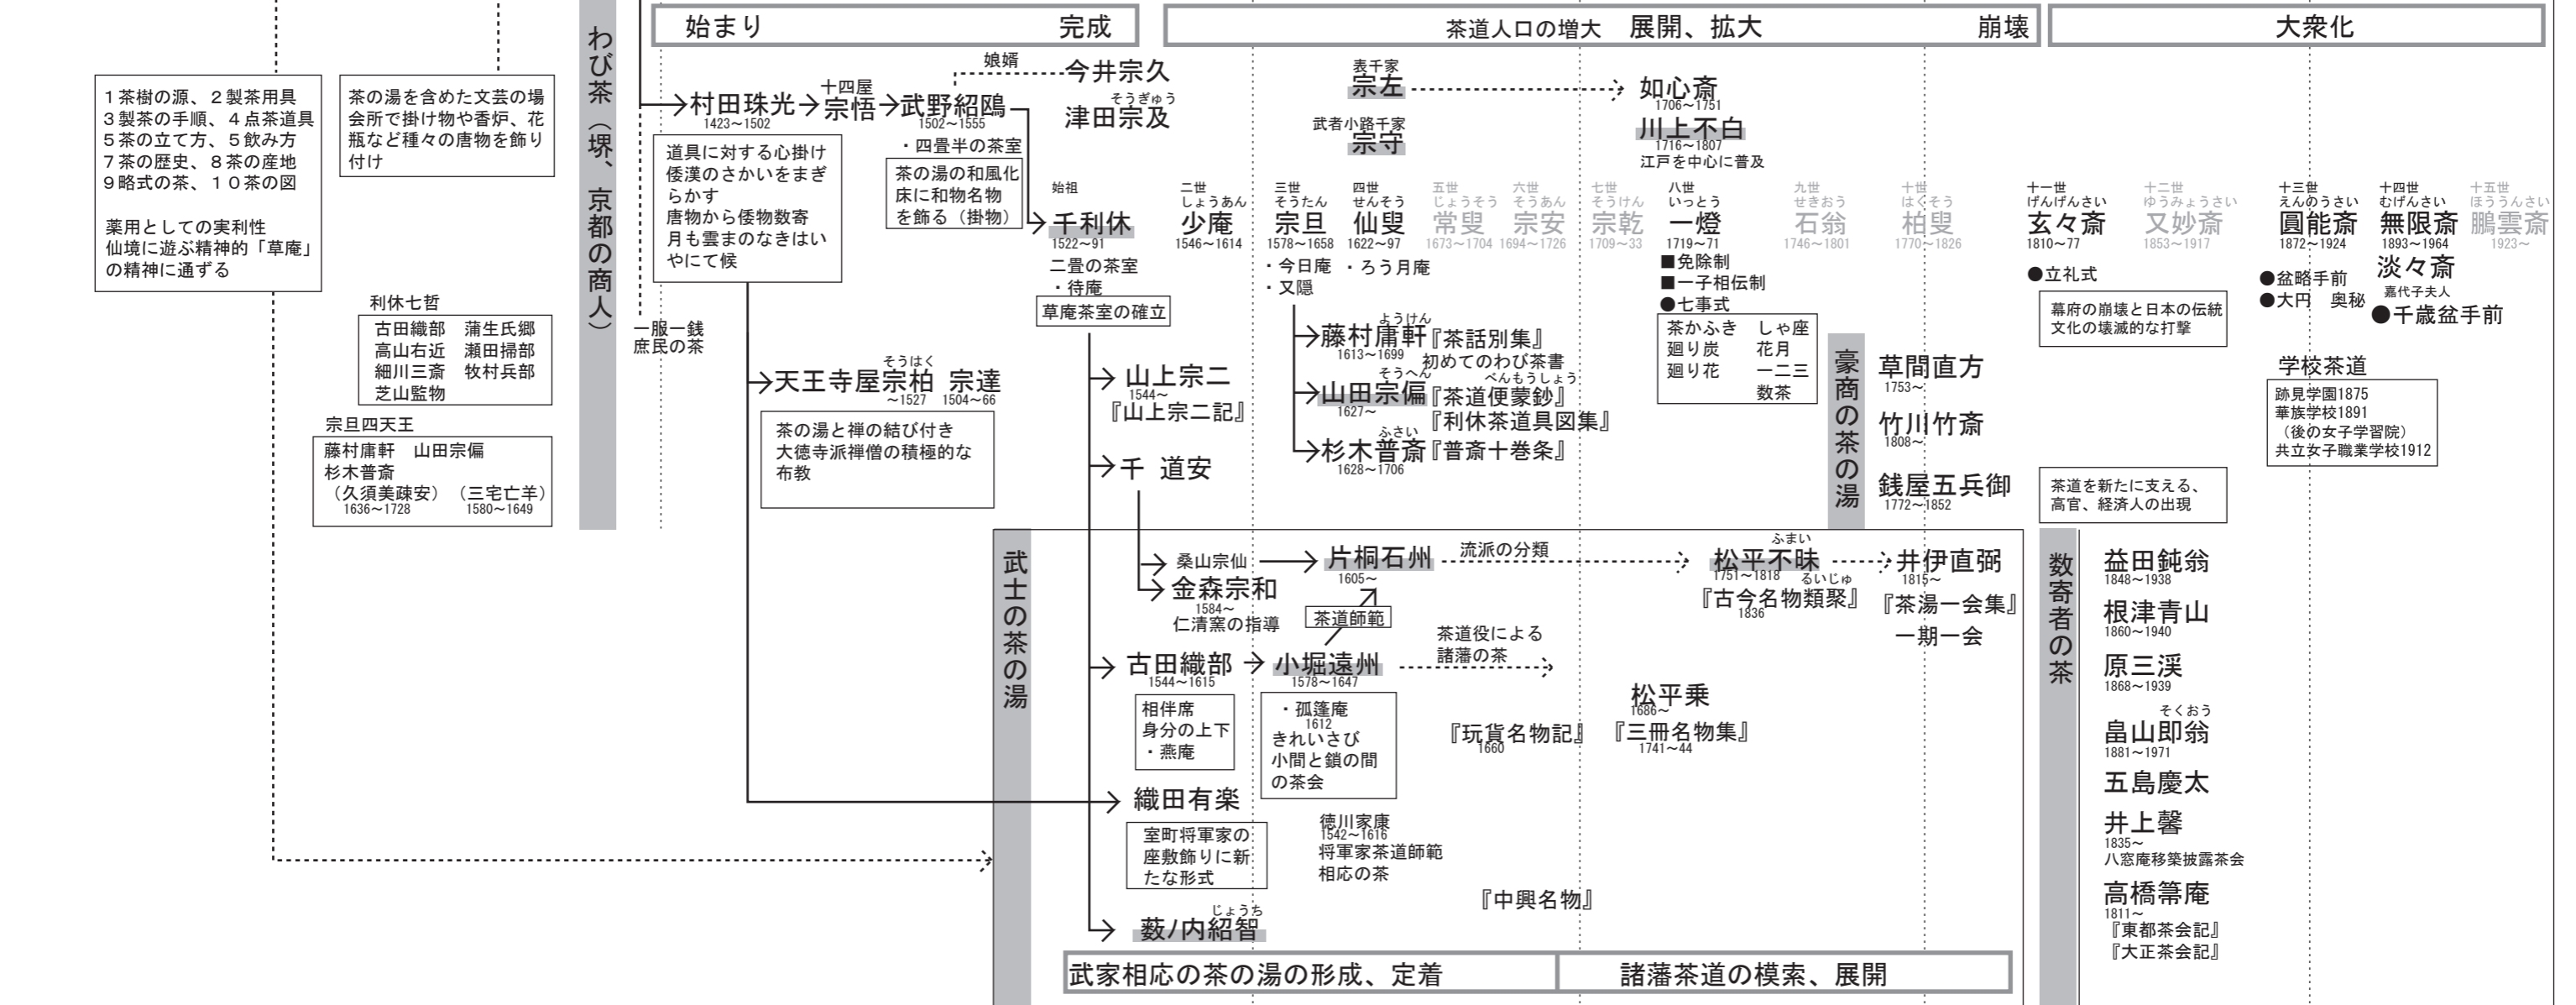 始まり　完成
茶道人口の増大　展開、拡大　崩壊
大衆化
１茶樹の源、２製茶用具
３製茶の手順、４点茶道具
５茶の立て方、５飲み方
７茶の歴史、８茶の産地
９略式の茶、１０茶の図
薬用としての実利性
仙境に遊ぶ精神的「草庵」
の精神に通ずる
茶の湯を含めた文芸の場
会所で掛け物や香炉、花
瓶など種々の唐物を飾り
付け
利休七哲
古田織部　蒲生氏郷
高山右近　瀬田掃部
細川三斎　牧村兵部
芝山監物
宗旦四天王
藤村庸軒　山田宗偏
杉木普斎
（久須美疎安）（三宅亡羊）
1636～1728　1580～1649
わび茶（堺、京都の商人）
一服一銭
庶民の茶
村田珠光
1423～1502
道具に対する心掛け
倭漢のさかいをまぎ
らかす
唐物から倭物数寄
月も雲まのなきはい
やにて候
十四屋
宗悟
武野紹鴎
1502～1555
・四畳半の茶室
茶の湯の和風化
床に和物名物
を飾る（掛物）
娘婿
今井宗久
そうぎゅう
津田宗及
天王寺屋宗柏　宗達
そうはく
～1527　1504～66
茶の湯と禅の結び付き
大徳寺派禅僧の積極的な
布教
始祖
千利休
1522～91
二畳の茶室
・待庵
草庵茶室の確立
山上宗二
1544～
『山上宗二記』
千 道安
二世
しょうあん
少庵
1546～1614
三世
そうたん
宗旦
1578～1658
・今日庵
・又隠
四世
せんそう
仙叟
1622～97
・ろう月庵
五世
じょうそう
常叟
1673～1704
六世
そうあん
宗安
1694～1726
七世
そうけん
宗乾
1709～33
八世
いっとう
一燈
1719～71
■免除制
■一子相伝制
●七事式
茶かふき　しゃ座
廻り炭　花月
廻り花　一二三
数茶
九世
せきおう
石翁
1746～1801
十世
はくそう
柏叟
1770～1826
十一世
げんげんさい
玄々斎
1810～77
●立礼式
幕府の崩壊と日本の伝統
文化の壊滅的な打撃
十二世
ゆうみょうさい
又妙斎
1853～1917
十三世
えんのうさい
圓能斎
1872～1924
●盆略手前
●大円　奥秘
十四世
むげんさい
無限斎
1893～1964
淡々斎
嘉代子夫人
●千歳盆手前
十五世
ほううんさい
鵬雲斎
1923～
表千家
宗左
武者小路千家
宗守
如心斎
1706～1751
川上不白
1716～1807
江戸を中心に普及
ようけん
藤村庸軒『茶話別集』
1613～1699
初めてのわび茶書
そうへん
べんもうしょう
山田宗偏『茶道便蒙鈔』
1627～
『利休茶道具図集』
ふさい
杉木普斎『普斎十巻条』
1628～1706
豪商の茶の湯
草間直方
1753～
竹川竹斎
1808～
銭屋五兵御
1772～1852
学校茶道
跡見学園1875
華族学校1891
（後の女子学習院）
共立女子職業学校1912
茶道を新たに支える、
高官、経済人の出現
武士の茶の湯
桑山宗仙
金森宗和
1584～
仁清窯の指導
片桐石州
1605～
流派の分類
茶道師範
ふまい
松平不昧
1751～1818
るいじゅ
『古今名物類聚』
1836
井伊直弼
1815～
『茶湯一会集』
一期一会
古田織部
1544～1615
相伴席
身分の上下
・燕庵
小堀遠州
1578～1647
・孤篷庵
1612
きれいさび
小間と鎖の間
の茶会
茶道役による
諸藩の茶
『玩貨名物記』
1660
松平乗
1686～
『三冊名物集』
1741～44
織田有楽
室町将軍家の
座敷飾りに新
たな形式
徳川家康
1542～1616
将軍家茶道師範
相応の茶
『中興名物』
じょうち
薮ﾉ内紹智
武家相応の茶の湯の形成、定着
諸藩茶道の模索、展開
数寄者の茶
益田鈍翁
1848～1938
根津青山
1860～1940
原三渓
1868～1939
そくおう
畠山即翁
1881～1971
五島慶太
井上馨
1835～
八窓庵移築披露茶会
高橋箒庵
1811～
『東都茶会記』
『大正茶会記』